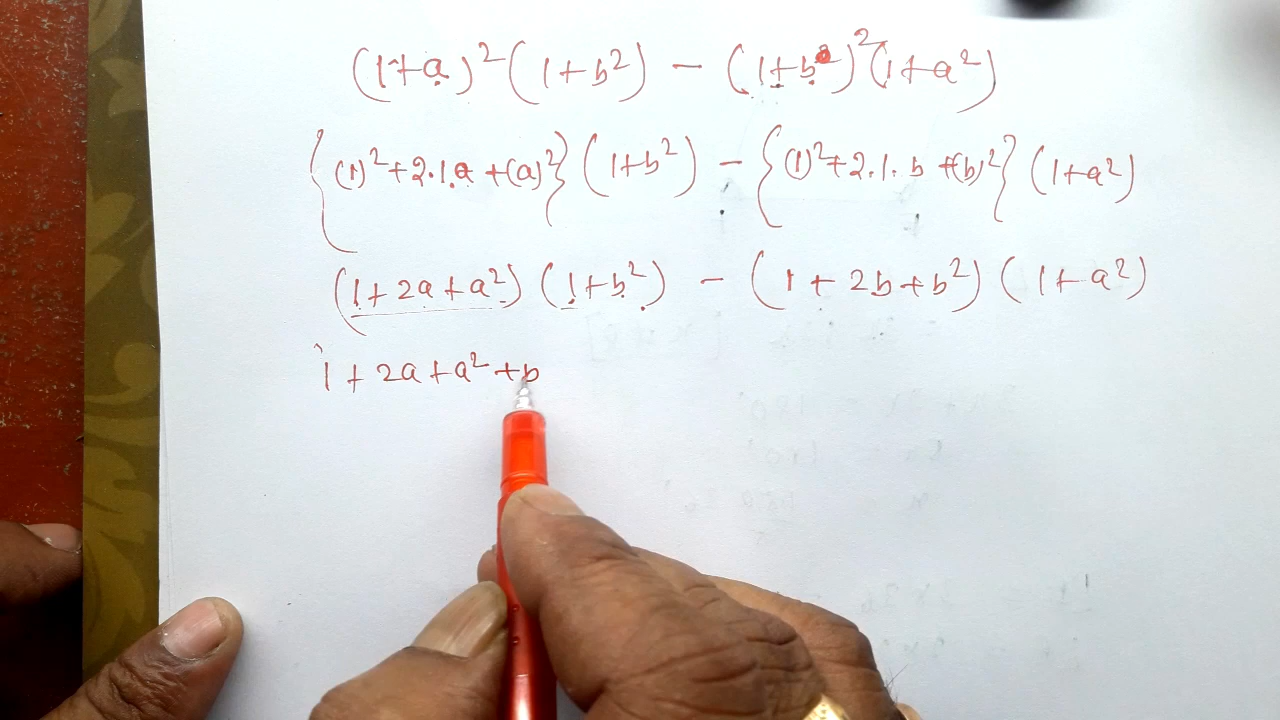 (1+a)²(1+b²) − (1+b)²(1+a²)
{(1)²+2.1.a+(a)²}(1+b²) − {(1)²+2.1.b+(b)²}(1+a²)
(1+2a+a²)(1+b²) − (1+2b+b²)(1+a²)
1+2a+a²+b